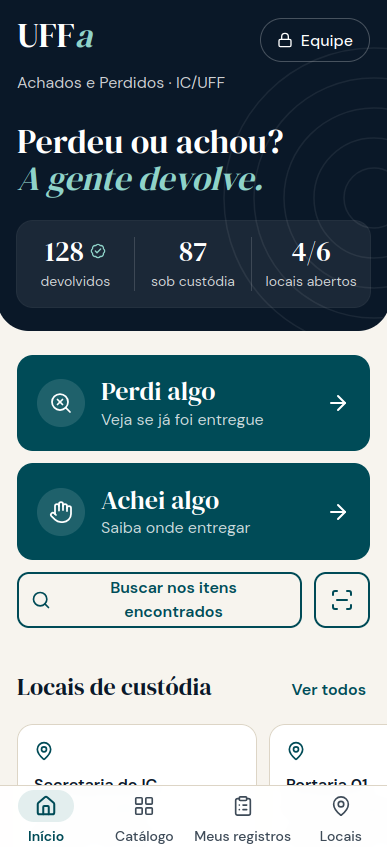 UFFa
Equipe
Achados e Perdidos · IC/UFF
Perdeu ou achou?
A gente devolve.
128
87
4/6
devolvidos
sob custódia
locais abertos
Perdi algo
Veja se já foi entregue
Achei algo
Saiba onde entregar
Buscar nos itens
encontrados
Locais de custódia
Ver todos
Secretaria do IC
Portaria 01
Início
Catálogo
Meus registros
Locais